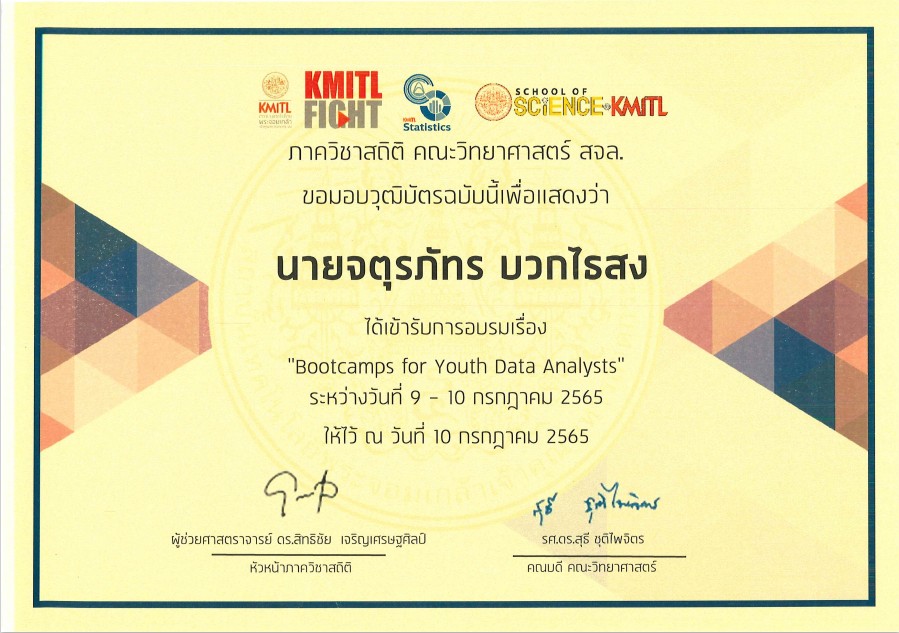 KMITL
FIGHT
KMITL
SCHOOL OF
SCiENCE KMITL
KMITL
Statistics
ภาควิชาสถิติ คณะวิทยาศาสตร์ สจล.
ขอมอบวุฒิบัตรฉบับนี้เพื่อแสดงว่า
นายจตุรภัทร บวกไธสง
ได้เข้ารับการอบรมเรื่อง
"Bootcamps for Youth Data Analysts"
ระหว่างวันที่ 9 - 10 กรกฎาคม 2565
ให้ไว้ ณ วันที่ 10 กรกฎาคม 2565
ผู้ช่วยศาสตราจารย์ ดร.สิทธิชัย เจริญเศรษฐศิลป์
รศ.ดร.สุธี ชุติไพจิตร
หัวหน้าภาควิชาสถิติ
คณบดี คณะวิทยาศาสตร์